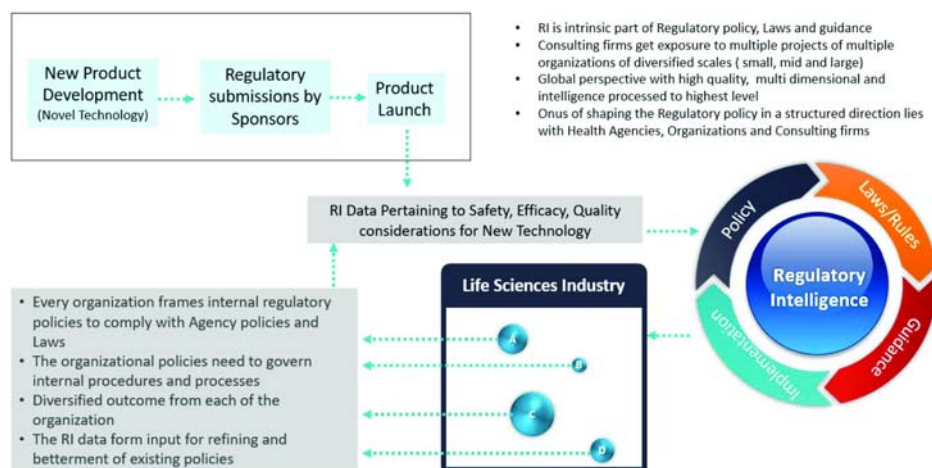 New Product
Development
(Novel Technology)
Regulatory
submissions by
Sponsors
Product
Launch
• RI is intrinsic part of Regulatory policy, Laws and guidance
• Consulting firms get exposure to multiple projects of multiple
organizations of diversified scales ( small, mid and large)
• Global perspective with high quality, multi dimensional and
intelligence processed to highest level
• Onus of shaping the Regulatory policy in a structured direction lies
with Health Agencies, Organizations and Consulting firms
RI Data Pertaining to Safety, Efficacy, Quality
considerations for New Technology
Policy
Laws/Rules
Guidance
Implementation
Regulatory
Intelligence
Life Sciences Industry
A
B
C
D
• Every organization frames internal regulatory
policies to comply with Agency policies and
Laws
• The organizational policies need to govern
internal procedures and processes
• Diversified outcome from each of the
organization
• The RI data form input for refining and
betterment of existing policies